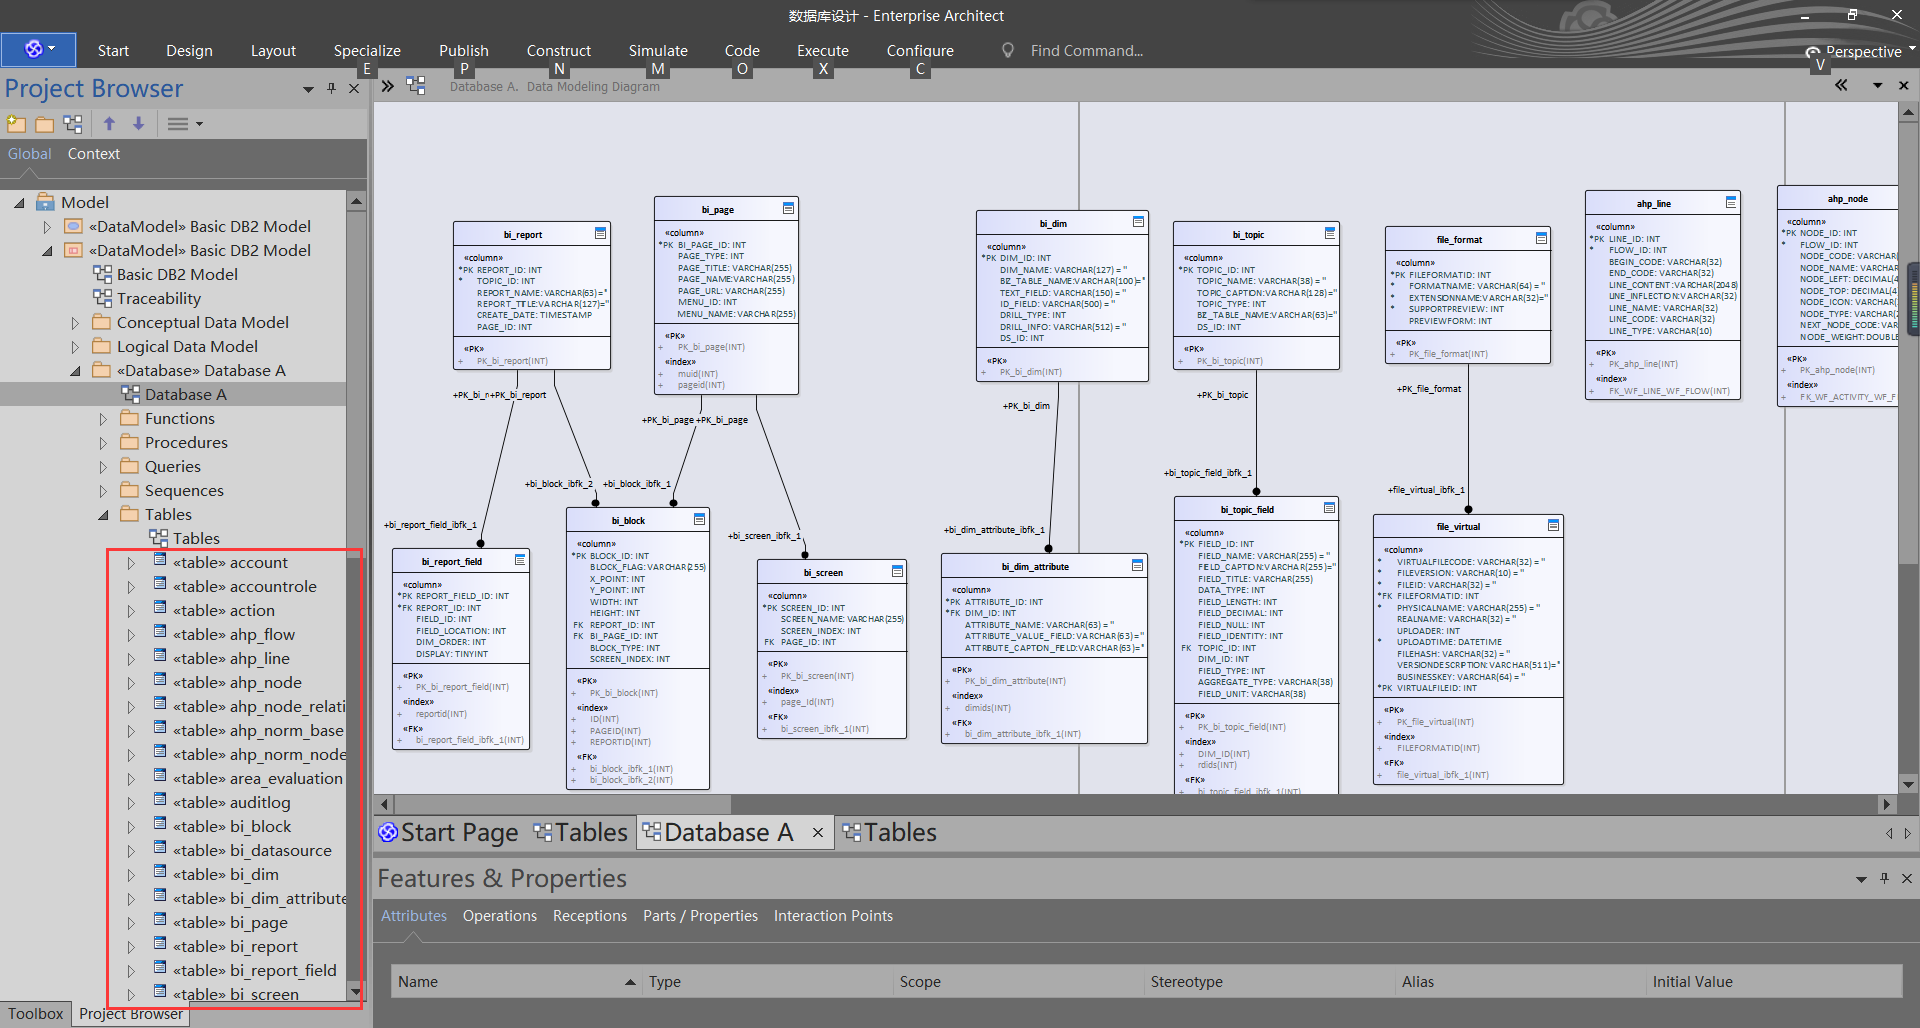 数据库设计 - Enterprise Architect
Start Design Layout Specialize Publish Construct Simulate Code Execute Configure Find Command... Perspective
E P N M O X C V
Project Browser
Database A. Data Modeling Diagram
Global Context
Model
«DataModel» Basic DB2 Model
«DataModel» Basic DB2 Model
Basic DB2 Model
Traceability
Conceptual Data Model
Logical Data Model
«Database» Database A
Database A
Functions
Procedures
Queries
Sequences
Tables
Tables
«table» account
«table» accountrole
«table» action
«table» ahp_flow
«table» ahp_line
«table» ahp_node
«table» ahp_node_relati
«table» ahp_norm_base
«table» ahp_norm_node
«table» area_evaluation
«table» auditlog
«table» bi_block
«table» bi_datasource
«table» bi_dim
«table» bi_dim_attribute
«table» bi_page
«table» bi_report
«table» bi_report_field
«table» bi_screen
Toolbox Project Browser
bi_report
«column»
*PK REPORT_ID: INT
* TOPIC_ID: INT
REPORT_NAME: VARCHAR(63)="
REPORT_TITLE:VARCHAR(127)="
CREATE_DATE: TIMESTAMP
PAGE_ID: INT
«PK»
+ PK_bi_report(INT)
bi_page
«column»
*PK BI_PAGE_ID: INT
PAGE_TYPE: INT
PAGE_TITLE: VARCHAR(255)
PAGE_NAME:VARCHAR(255)
PAGE_URL: VARCHAR(255)
MENU_ID: INT
MENU_NAME: VARCHAR(255)
«PK»
+ PK_bi_page(INT)
«index»
+ muid(INT)
+ pageid(INT)
bi_dim
«column»
*PK DIM_ID: INT
DIM_NAME: VARCHAR(127) = "
BIZ_TABLE_NAME:VARCHAR(100)="
TEXT_FIELD: VARCHAR(150) = "
ID_FIELD: VARCHAR(500) = "
DRILL_TYPE: INT
DRILL_INFO: VARCHAR(512) = "
DS_ID: INT
«PK»
+ PK_bi_dim(INT)
bi_topic
«column»
*PK TOPIC_ID: INT
TOPIC_NAME: VARCHAR(38) = "
TOPIC_CAPTION:VARCHAR(128)="
TOPIC_TYPE: INT
BIZ_TABLE_NAME: VARCHAR(63)="
DS_ID: INT
«PK»
+ PK_bi_topic(INT)
file_format
«column»
*PK FILEFORMATID: INT
* FORMATNAME: VARCHAR(64) = "
* EXTENSIONNAME:VARCHAR(32)="
* SUPPORTPREVIEW: INT
PREVIEWFORM: INT
«PK»
+ PK_file_format(INT)
ahp_line
«column»
*PK LINE_ID: INT
* FLOW_ID: INT
BEGIN_CODE: VARCHAR(32)
END_CODE: VARCHAR(32)
LINE_CONTENT: VARCHAR(2048)
LINE_INFLECTION:VARCHAR(32)
LINE_NAME: VARCHAR(32)
LINE_CODE: VARCHAR(32)
LINE_TYPE: VARCHAR(10)
«PK»
+ PK_ahp_line(INT)
«index»
+ FK_WF_LINE_WF_FLOW(INT)
ahp_node
«column»
*PK NODE_ID: INT
* FLOW_ID: INT
NODE_CODE: VARCHAR
NODE_NAME: VARCHAR
NODE_LEFT: DECIMAL(4
NODE_TOP: DECIMAL(4
NODE_ICON: VARCHAR(
NODE_TYPE: VARCHAR(2
NEXT_NODE_CODE: VAR
NODE_WEIGHT: DOUBLE
«PK»
+ PK_ahp_node(INT)
«index»
+ FK_WF_ACTIVITY_WF_F
+PK_bi_r+PK_bi_report
+PK_bi_page +PK_bi_page
+PK_bi_dim
+PK_bi_topic
+PK_file_format
+bi_report_field_ibfk_1
+bi_block_ibfk_2 +bi_block_ibfk_1
+bi_screen_ibfk_1
+bi_dim_attribute_ibfk_1
+bi_topic_field_ibfk_1
+file_virtual_ibfk_1
bi_report_field
«column»
*PK REPORT_FIELD_ID: INT
*FK REPORT_ID: INT
FIELD_ID: INT
FIELD_LOCATION: INT
DIM_ORDER: INT
DISPLAY: TINYINT
«PK»
+ PK_bi_report_field(INT)
«index»
+ reportid(INT)
«FK»
+ bi_report_field_ibfk_1(INT)
bi_block
«column»
*PK BLOCK_ID: INT
BLOCK_FLAG: VARCHAR(255)
X_POINT: INT
Y_POINT: INT
WIDTH: INT
HEIGHT: INT
FK REPORT_ID: INT
FK BI_PAGE_ID: INT
BLOCK_TYPE: INT
SCREEN_INDEX: INT
«PK»
+ PK_bi_block(INT)
«index»
+ ID(INT)
+ PAGEID(INT)
+ REPORTID(INT)
«FK»
+ bi_block_ibfk_1(INT)
+ bi_block_ibfk_2(INT)
bi_screen
«column»
*PK SCREEN_ID: INT
SCREEN_NAME: VARCHAR(255)
SCREEN_INDEX: INT
FK PAGE_ID: INT
«PK»
+ PK_bi_screen(INT)
«index»
+ page_id(INT)
«FK»
+ bi_screen_ibfk_1(INT)
bi_dim_attribute
«column»
*PK ATTRIBUTE_ID: INT
*FK DIM_ID: INT
ATTRIBUTE_NAME: VARCHAR(63) = "
ATTRIBUTE_VALUE_FIELD:VARCHAR(63)="
ATTRIBUTE_CAPTION_FIELD:VARCHAR(63)="
«PK»
+ PK_bi_dim_attribute(INT)
«index»
+ dimids(INT)
«FK»
+ bi_dim_attribute_ibfk_1(INT)
bi_topic_field
«column»
*PK FIELD_ID: INT
FIELD_NAME: VARCHAR(255) = "
FIELD_CAPTION:VARCHAR(255)="
FIELD_TITLE: VARCHAR(255)
DATA_TYPE: INT
FIELD_LENGTH: INT
FIELD_DECIMAL: INT
FIELD_NULL: INT
FIELD_IDENTITY: INT
FK TOPIC_ID: INT
DIM_ID: INT
FIELD_TYPE: INT
AGGREGATE_TYPE: VARCHAR(38)
FIELD_UNIT: VARCHAR(38)
«PK»
+ PK_bi_topic_field(INT)
«index»
+ DIM_ID(INT)
+ rdids(INT)
«FK»
+ bi_topic_field_ibfk_1(INT)
file_virtual
«column»
* VIRTUALFILECODE: VARCHAR(32) = "
* FILEVERSION: VARCHAR(10) = "
* FILEID: VARCHAR(32) = "
*FK FILEFORMATID: INT
* PHYSICALNAME: VARCHAR(255) = "
* REALNAME: VARCHAR(32) = "
UPLOADER: INT
* UPLOADTIME: DATETIME
FILEHASH: VARCHAR(32) = "
VERSIONDESCRIPTION: VARCHAR(511)="
BUSINESSKEY: VARCHAR(64) = "
*PK VIRTUALFILEID: INT
«PK»
+ PK_file_virtual(INT)
«index»
+ FILEFORMATID(INT)
«FK»
+ file_virtual_ibfk_1(INT)
Start Page Tables Database A × Tables
Features & Properties
Attributes Operations Receptions Parts / Properties Interaction Points
Name Type Scope Stereotype Alias Initial Value